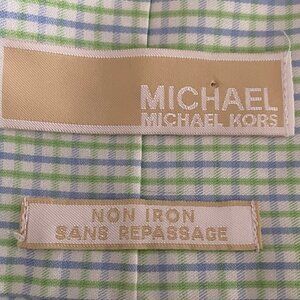 MICHAEL
MICHAEL KORS
NON IRON
SANS REPASSAGE